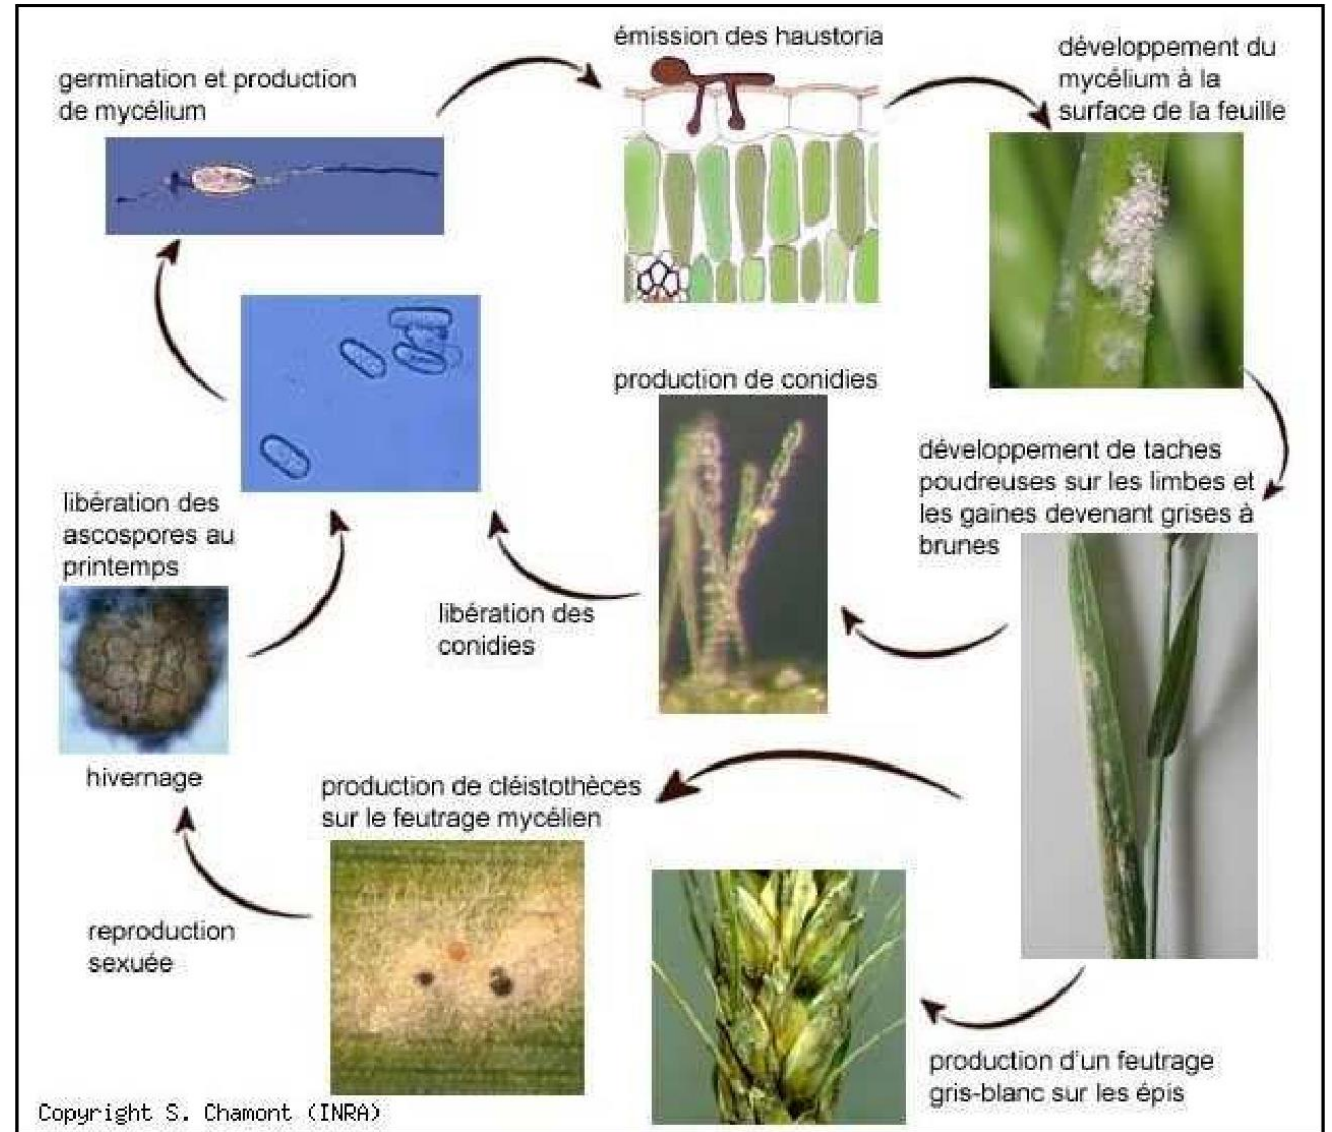 germination et production
de mycélium
émission des haustoria
développement du
mycélium à la
surface de la feuille
production de conidies
développement de taches
poudreuses sur les limbes et
les gaines devenant grises à
brunes
libération des
ascospores au
printemps
libération des
conidies
hivernage
production de cléistothèces
sur le feutrage mycélien
reproduction
sexuée
production d'un feutrage
gris-blanc sur les épis
Copyright S. Chamont (INRA)